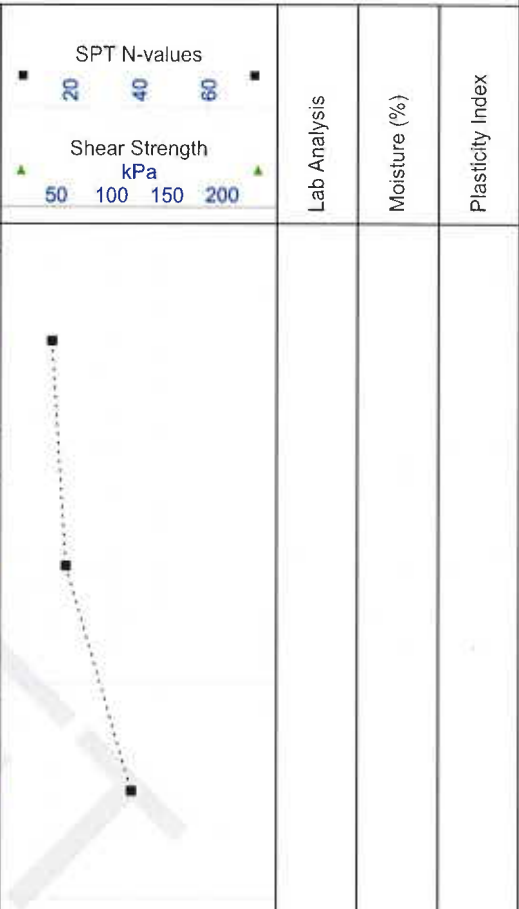 SPT N-values
20 40 60
Shear Strength
kPa
50 100 150 200
Lab Analysis
Moisture (%)
Plasticity Index